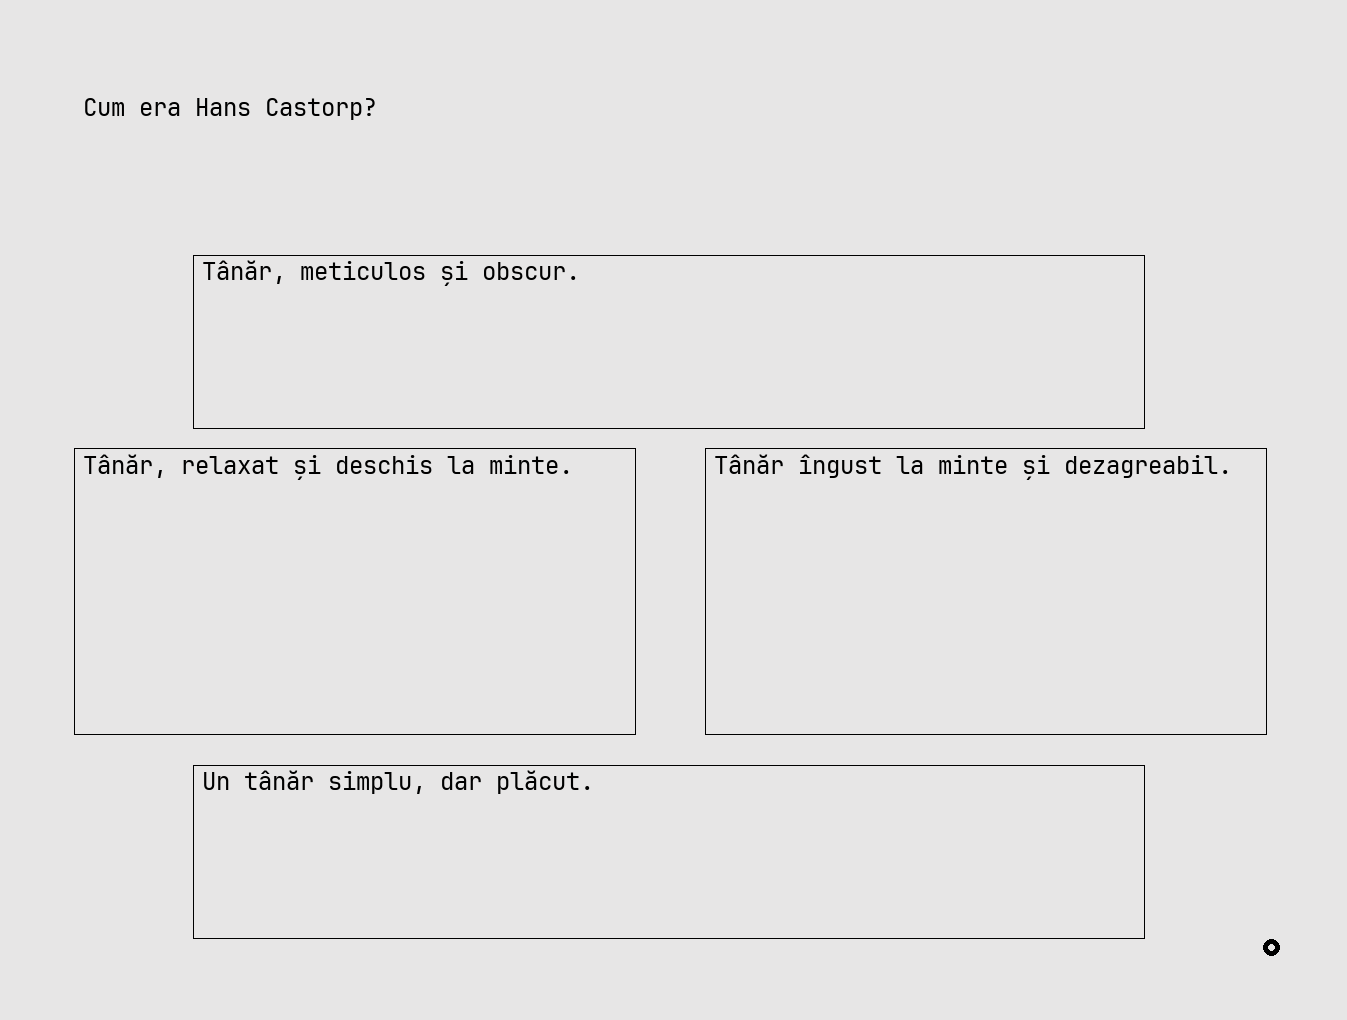 Cum era Hans Castorp?
Tânăr, meticulos și obscur.
Tânăr, relaxat și deschis la minte.
Tânăr îngust la minte și dezagreabil.
Un tânăr simplu, dar plăcut.